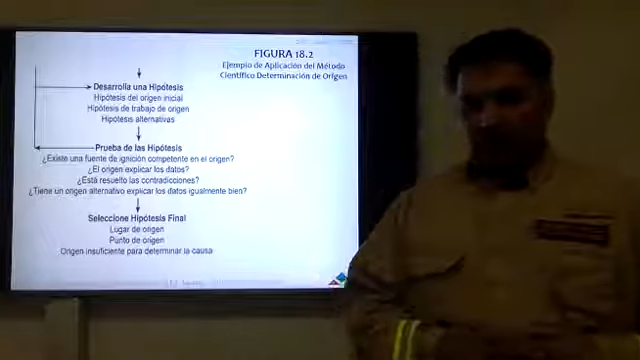 FIGURA 18.2
Ejemplo de Aplicación del Método
Científico Determinación de Origen
Desarrolla una Hipótesis
Hipótesis del origen inicial
Hipótesis de trabajo de origen
Hipótesis alternativas
Prueba de las Hipótesis
¿Existe una fuente de ignición competente en el origen?
¿El origen explicar los datos?
¿Está resuelto las contradicciones?
¿Tiene un origen alternativo explicar los datos igualmente bien?
Seleccione Hipótesis Final
Lugar de origen
Punto de origen
Origen insuficiente para determinar la causa